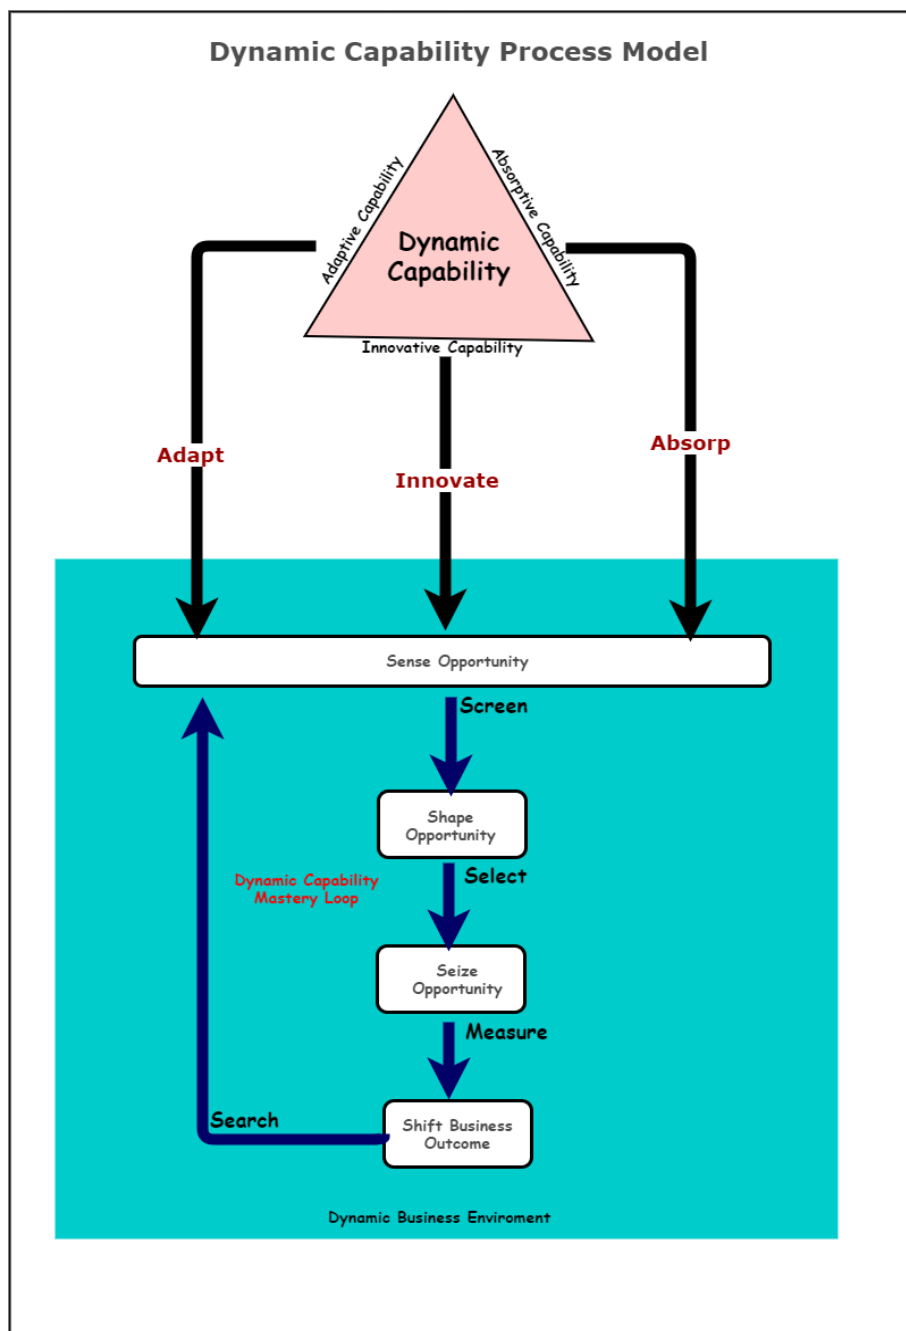 Dynamic Capability Process Model
Adaptive Capability
Absorptive Capability
Dynamic
Capability
Innovative Capability
Adapt
Innovate
Absorp
Sense Opportunity
Screen
Shape
Opportunity
Select
Dynamic Capability
Mastery Loop
Seize
Opportunity
Measure
Shift Business
Outcome
Search
Dynamic Business Enviroment